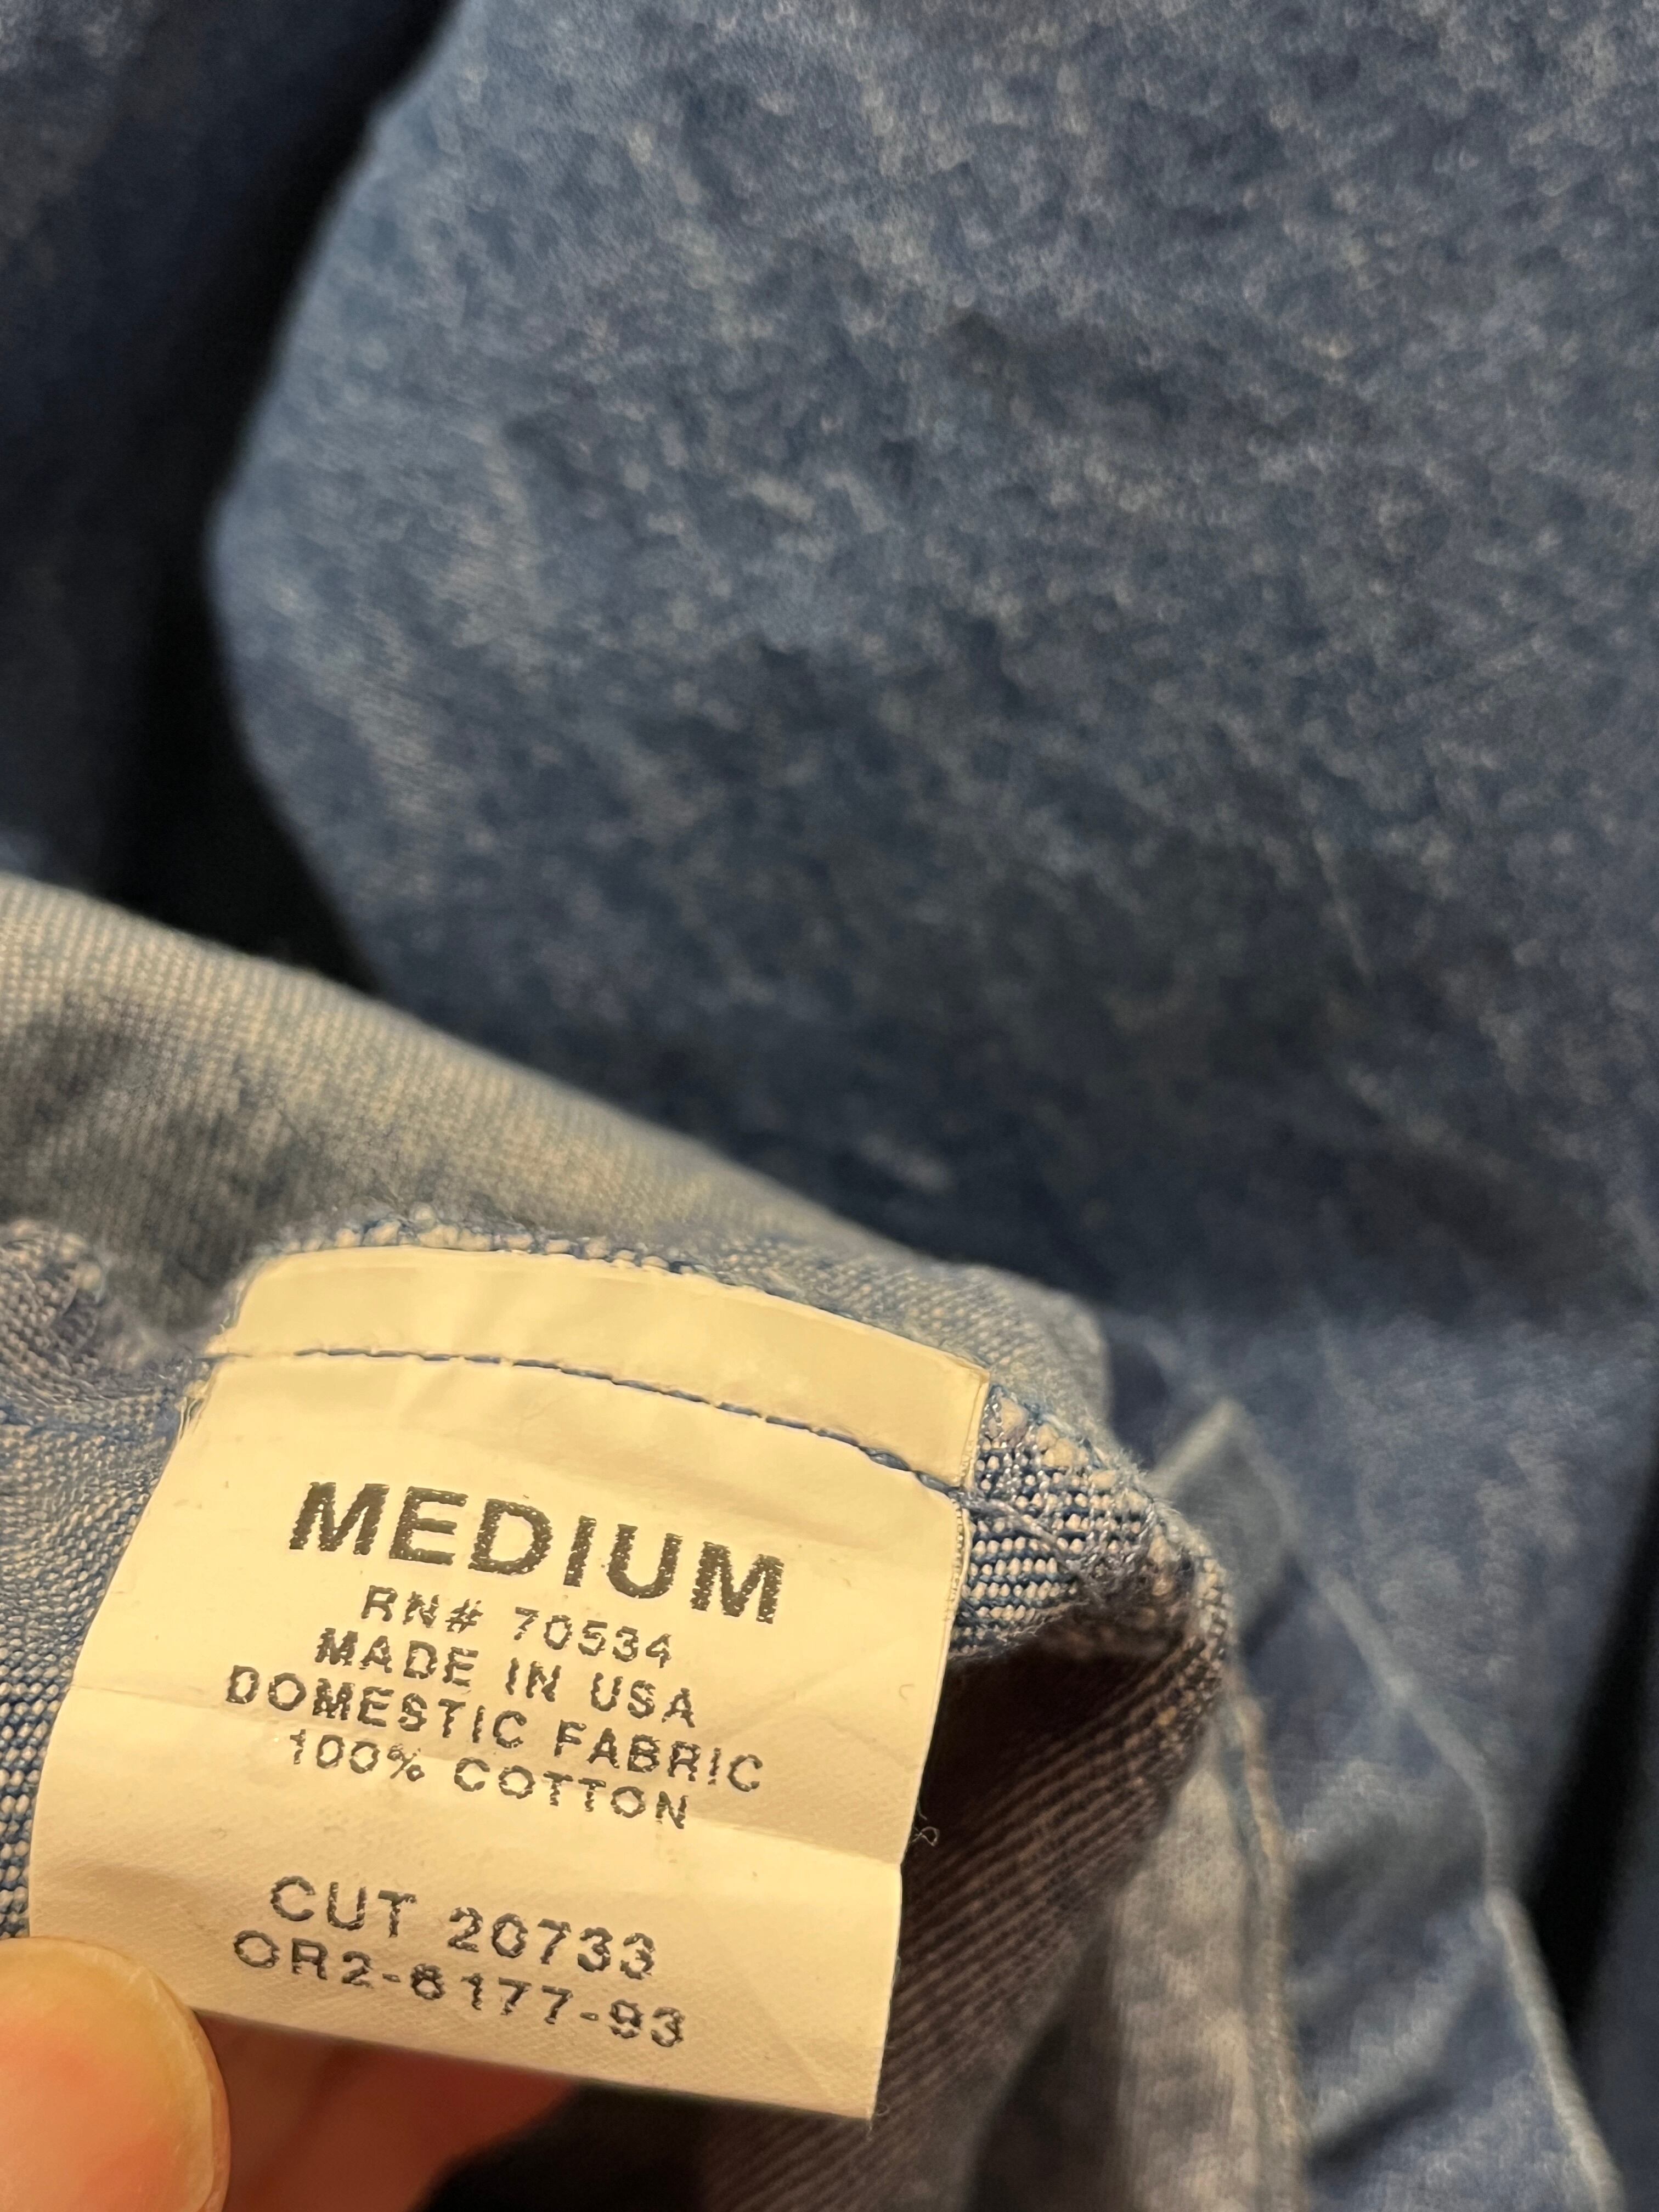 MEDIUM
RN# 70534
MADE IN USA
DOMESTIC FABRIC
100% COTTON
CUT 20733
OR2-6177-93